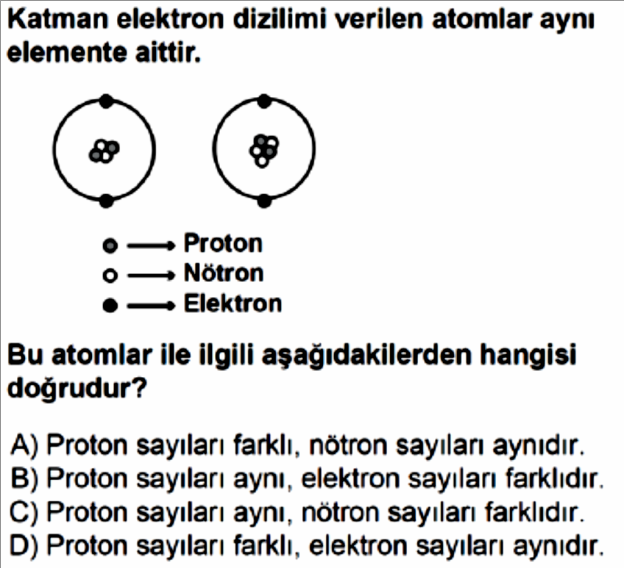 Katman elektron dizilimi verilen atomlar aynı
elemente aittir.
Proton
Nötron
Elektron
Bu atomlar ile ilgili aşağıdakilerden hangisi
doğrudur?
A) Proton sayıları farklı, nötron sayıları aynıdır.
B) Proton sayıları aynı, elektron sayıları farklıdır.
C) Proton sayıları aynı, nötron sayıları farklıdır.
D) Proton sayıları farklı, elektron sayıları aynıdır.